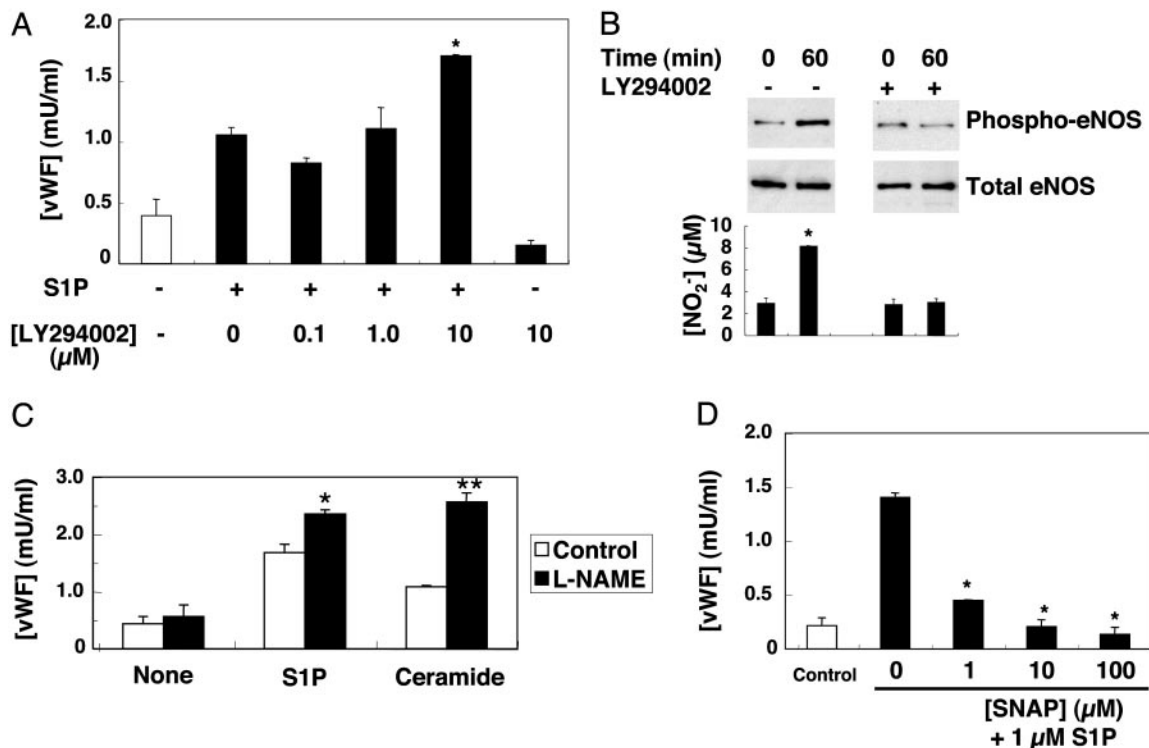 A
[vWF] (mU/ml)
2.0
1.5
1.0
0.5
0
*
S1P - + + + + -
[LY294002] - 0 0.1 1.0 10 10
(µM)
B
Time (min) 0 60 0 60
LY294002 - - + +
Phospho-eNOS
Total eNOS
[NO2-] (µM)
10
8
6
4
2
0
*
C
[vWF] (mU/ml)
3.0
2.0
1.0
0.0
* **
None S1P Ceramide
Control
L-NAME
D
[vWF] (mU/ml)
2.0
1.5
1.0
0.5
0
* * *
Control 0 1 10 100
[SNAP] (µM)
+ 1 µM S1P